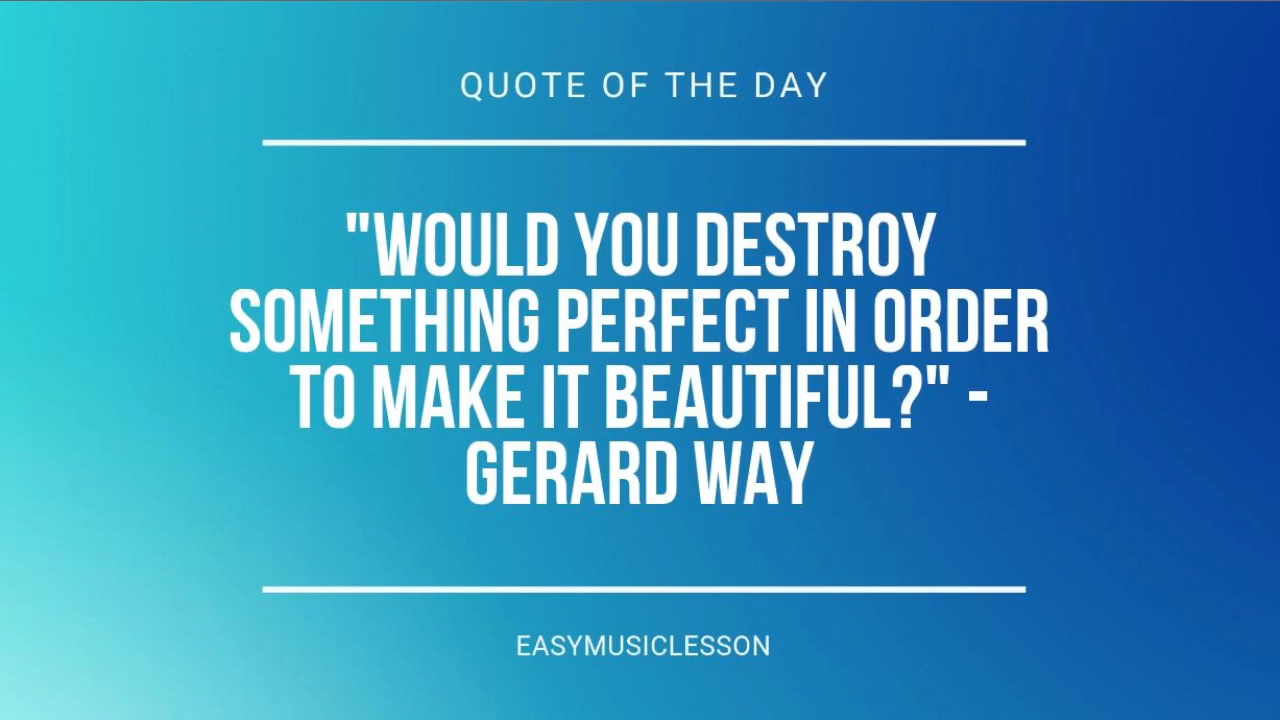 QUOTE OF THE DAY
"WOULD YOU DESTROY
SOMETHING PERFECT IN ORDER
TO MAKE IT BEAUTIFUL?" -
GERARD WAY
EASYMUSICLESSON